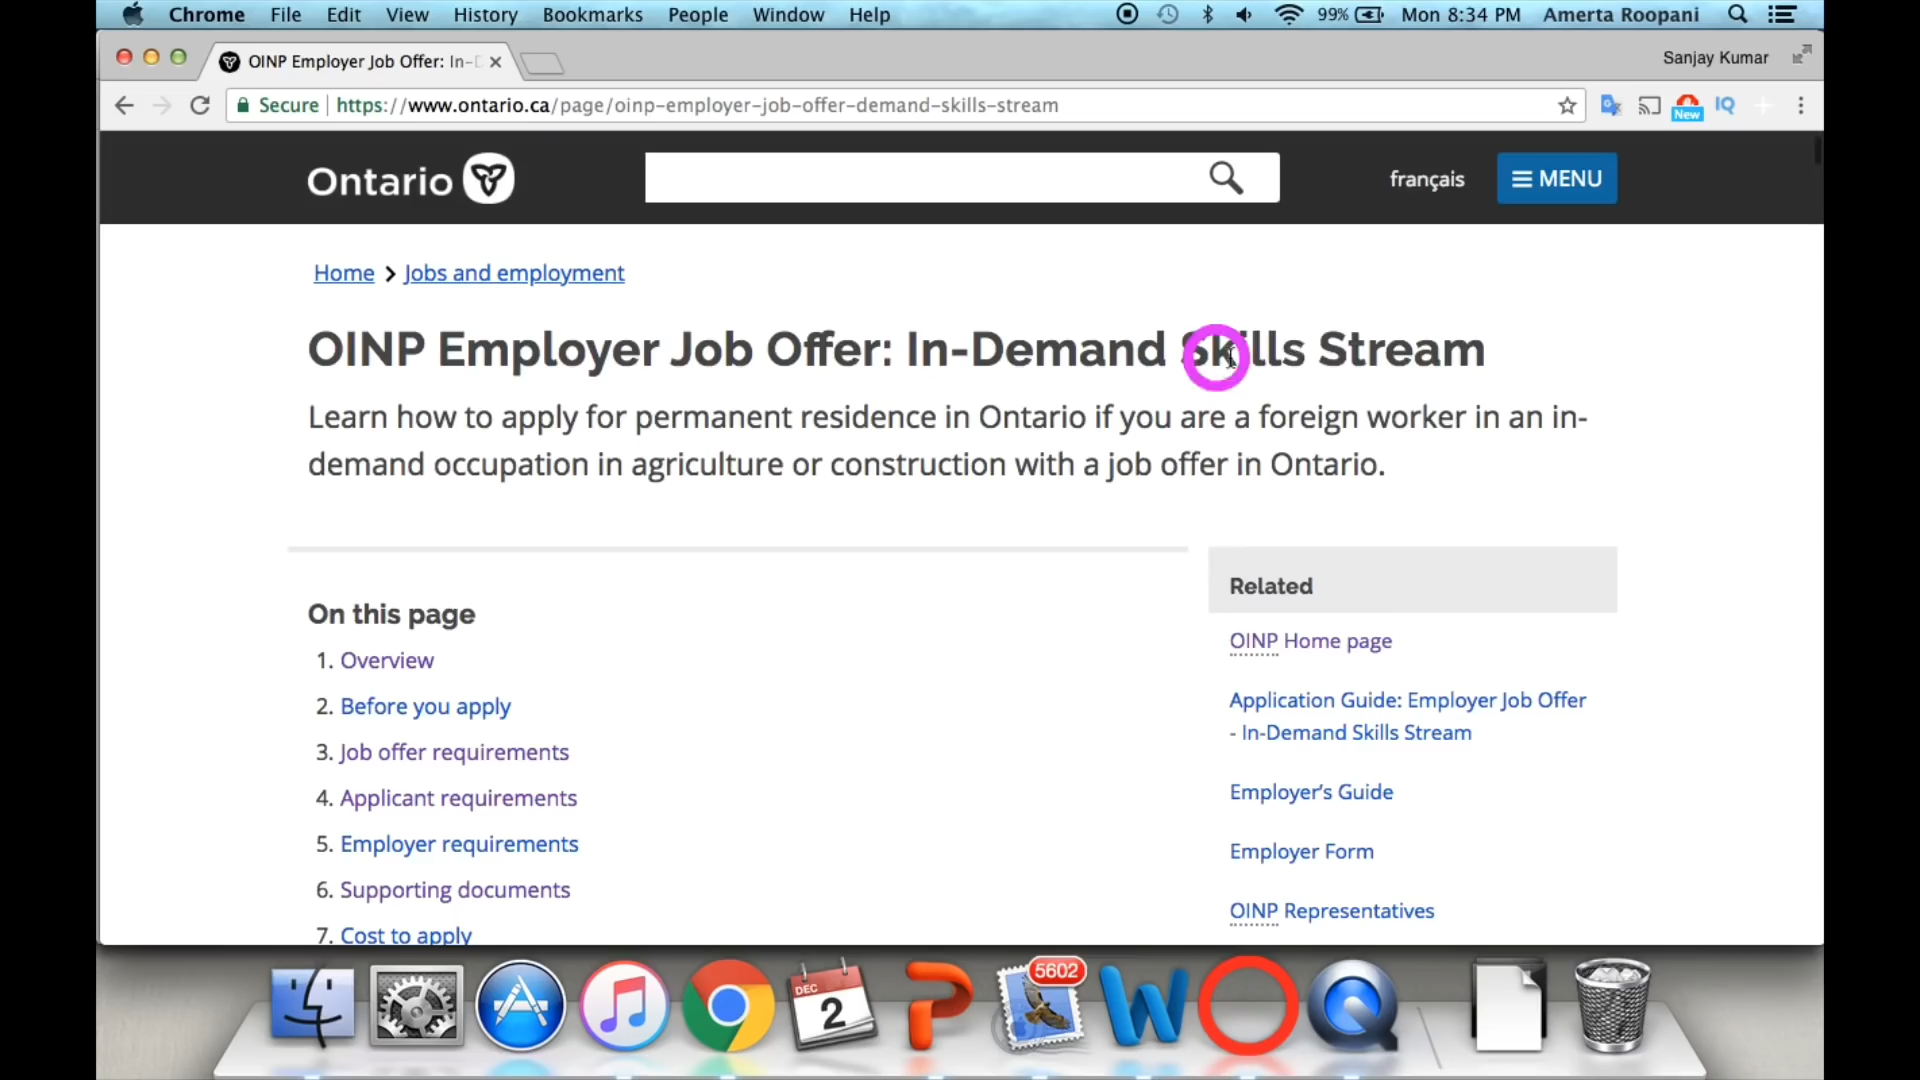 Chrome File Edit View History Bookmarks People Window Help 99% Mon 8:34 PM Amerta Roopani
OINP Employer Job Offer: In-D
Sanjay Kumar
Secure https://www.ontario.ca/page/oinp-employer-job-offer-demand-skills-stream
New
IQ
Ontario
français
MENU
Home > Jobs and employment
OINP Employer Job Offer: In-Demand Skills Stream
Learn how to apply for permanent residence in Ontario if you are a foreign worker in an in-
demand occupation in agriculture or construction with a job offer in Ontario.
On this page
1. Overview
2. Before you apply
3. Job offer requirements
4. Applicant requirements
5. Employer requirements
6. Supporting documents
7. Cost to apply
Related
OINP Home page
Application Guide: Employer Job Offer
- In-Demand Skills Stream
Employer's Guide
Employer Form
OINP Representatives
DEC
2
5602